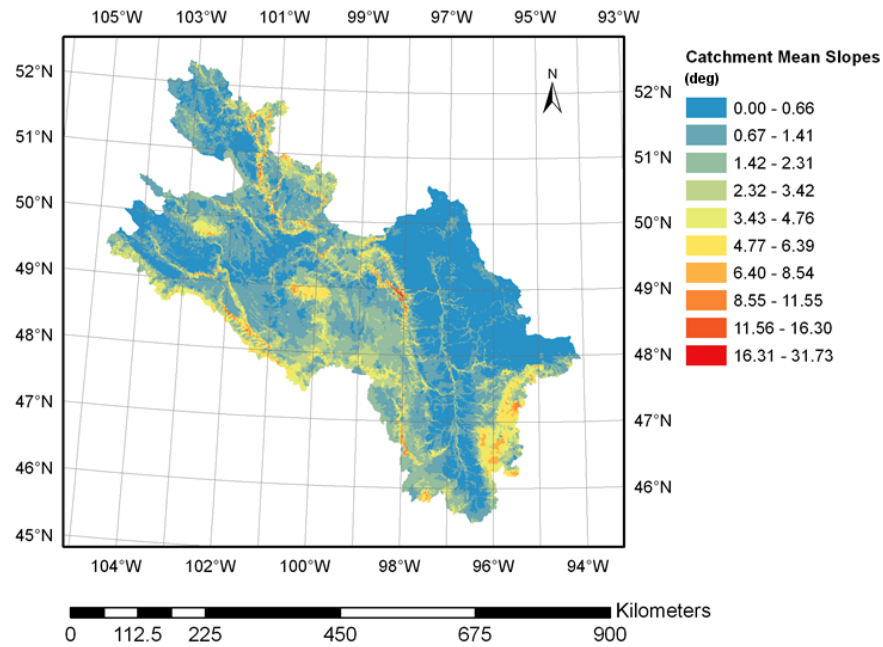 105°W 103°W 101°W 99°W 97°W 95°W 93°W
Catchment Mean Slopes
(deg)
0.00 - 0.66
0.67 - 1.41
1.42 - 2.31
2.32 - 3.42
3.43 - 4.76
4.77 - 6.39
6.40 - 8.54
8.55 - 11.55
11.56 - 16.30
16.31 - 31.73
N
52°N
51°N
50°N
49°N
48°N
47°N
46°N
45°N
52°N
51°N
50°N
49°N
48°N
47°N
46°N
104°W 102°W 100°W 98°W 96°W 94°W
Kilometers
0 112.5 225 450 675 900